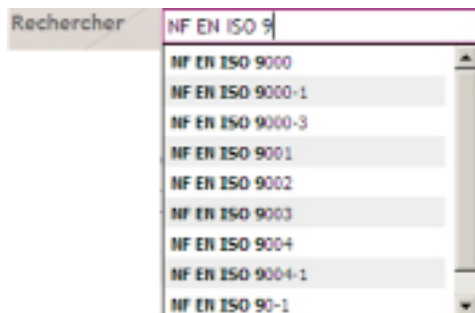 Rechercher
NF EN ISO 9
NF EN ISO 9000
NF EN ISO 9000-1
NF EN ISO 9000-3
NF EN ISO 9001
NF EN ISO 9002
NF EN ISO 9003
NF EN ISO 9004
NF EN ISO 9004-1
NF EN ISO 90-1